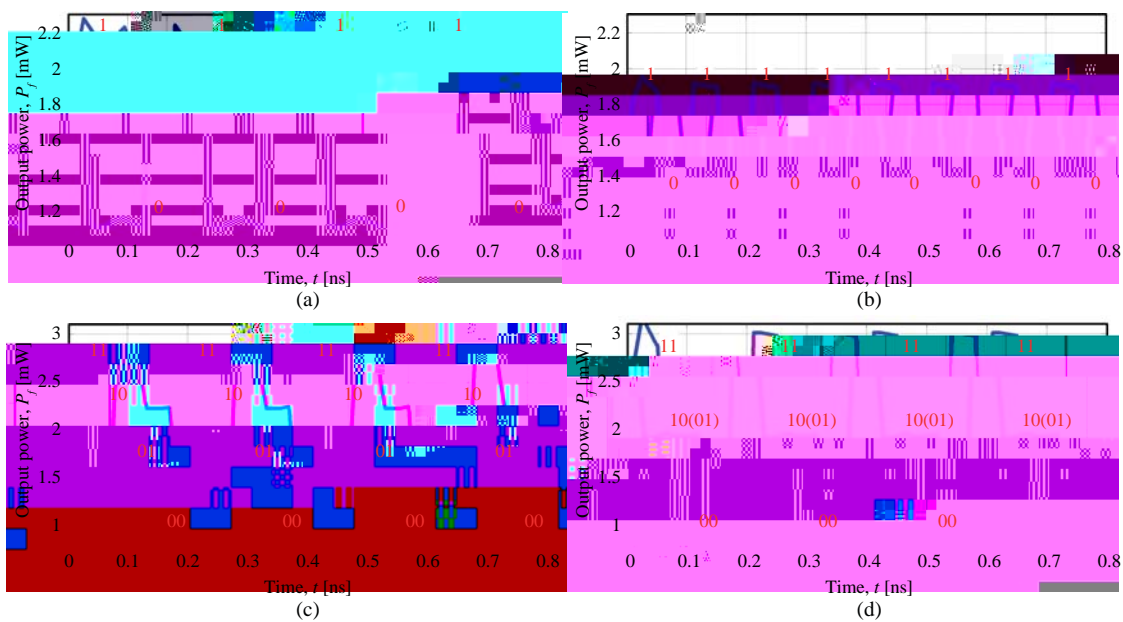 2.2
2
1.8
1.6
1.4
1.2
Output power, P_f [mW]
1 1 1 1
0 0 0 0
0 0.1 0.2 0.3 0.4 0.5 0.6 0.7 0.8
Time, t [ns]
(a)
2.2
2
1.8
1.6
1.4
1.2
Output power, P_f [mW]
1 1 1 1 1 1 1 1
0 0 0 0 0 0 0 0
0 0.1 0.2 0.3 0.4 0.5 0.6 0.7 0.8
Time, t [ns]
(b)
3
2.5
2
1.5
1
Output power, P_f [mW]
11 11 11 11
10 10 10 10
01 01 01 01
00 00 00 00
0 0.1 0.2 0.3 0.4 0.5 0.6 0.7 0.8
Time, t [ns]
(c)
3
2.5
2
1.5
1
Output power, P_f [mW]
11 11 11 11
10(01) 10(01) 10(01) 10(01)
00 00 00
0 0.1 0.2 0.3 0.4 0.5 0.6 0.7 0.8
Time, t [ns]
(d)